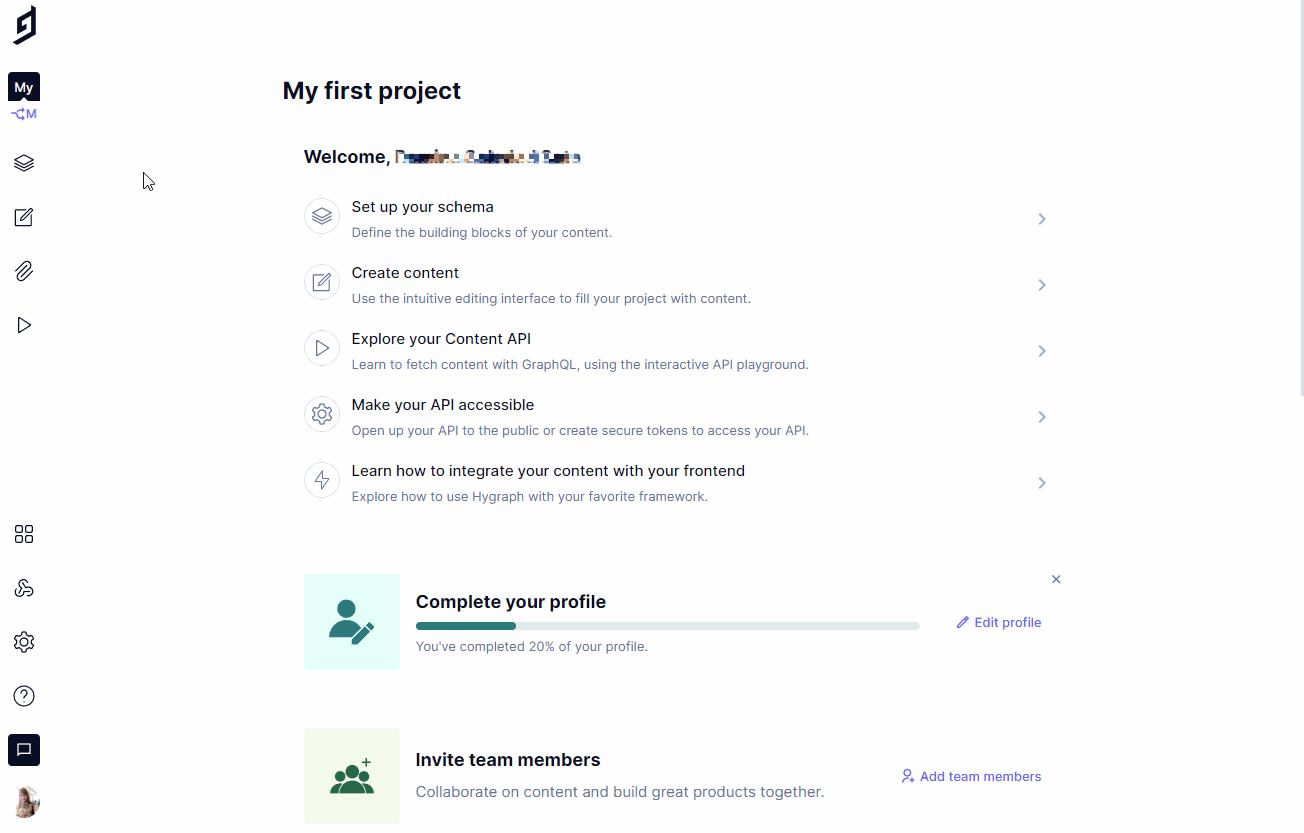 My first project
My
M
Welcome,
Set up your schema
Define the building blocks of your content.
Create content
Use the intuitive editing interface to fill your project with content.
Explore your Content API
Learn to fetch content with GraphQL, using the interactive API playground.
Make your API accessible
Open up your API to the public or create secure tokens to access your API.
Learn how to integrate your content with your frontend
Explore how to use Hygraph with your favorite framework.
Complete your profile
You've completed 20% of your profile.
Edit profile
Invite team members
Collaborate on content and build great products together.
Add team members